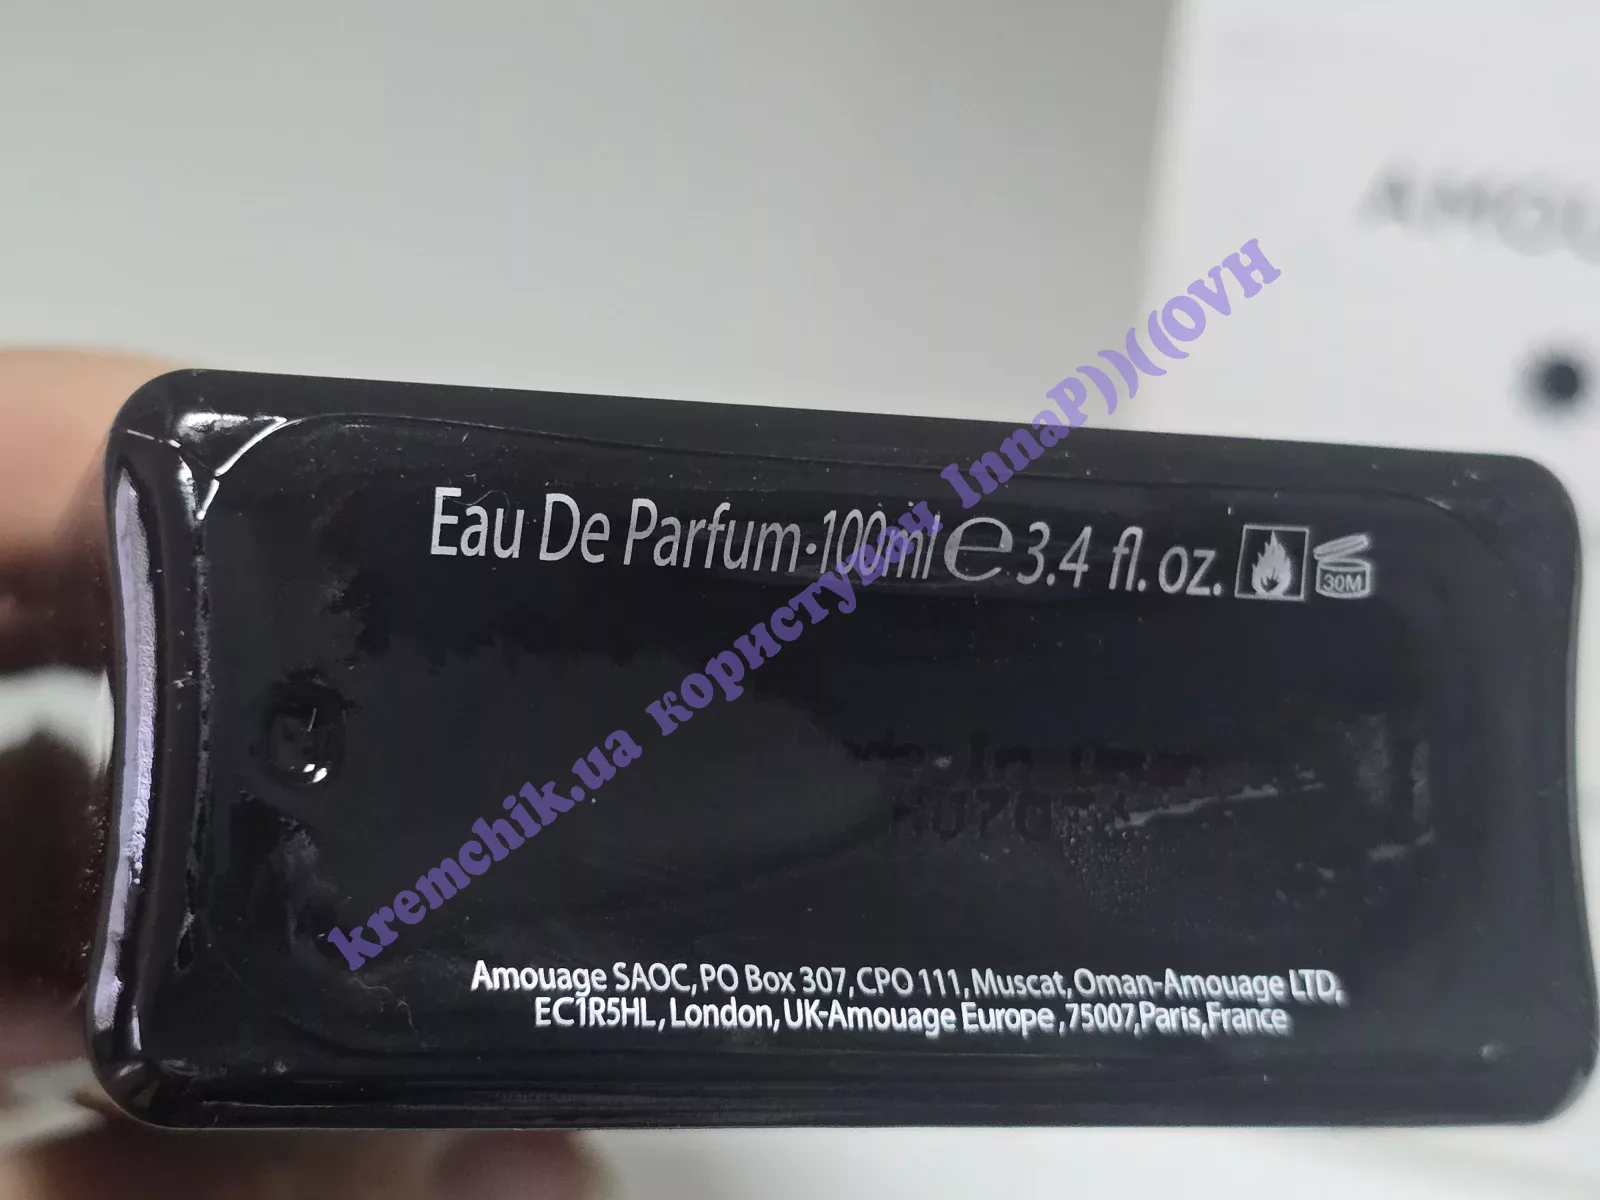 AMOU
Eau De Parfum·100ml e 3.4 fl. oz.
30M
Amouage SAOC, PO Box 307, CPO 111, Muscat, Oman-Amouage LTD,
EC1R5HL, London, UK-Amouage Europe, 75007, Paris, France
kremchik.ua користувач InnaP))((OVH